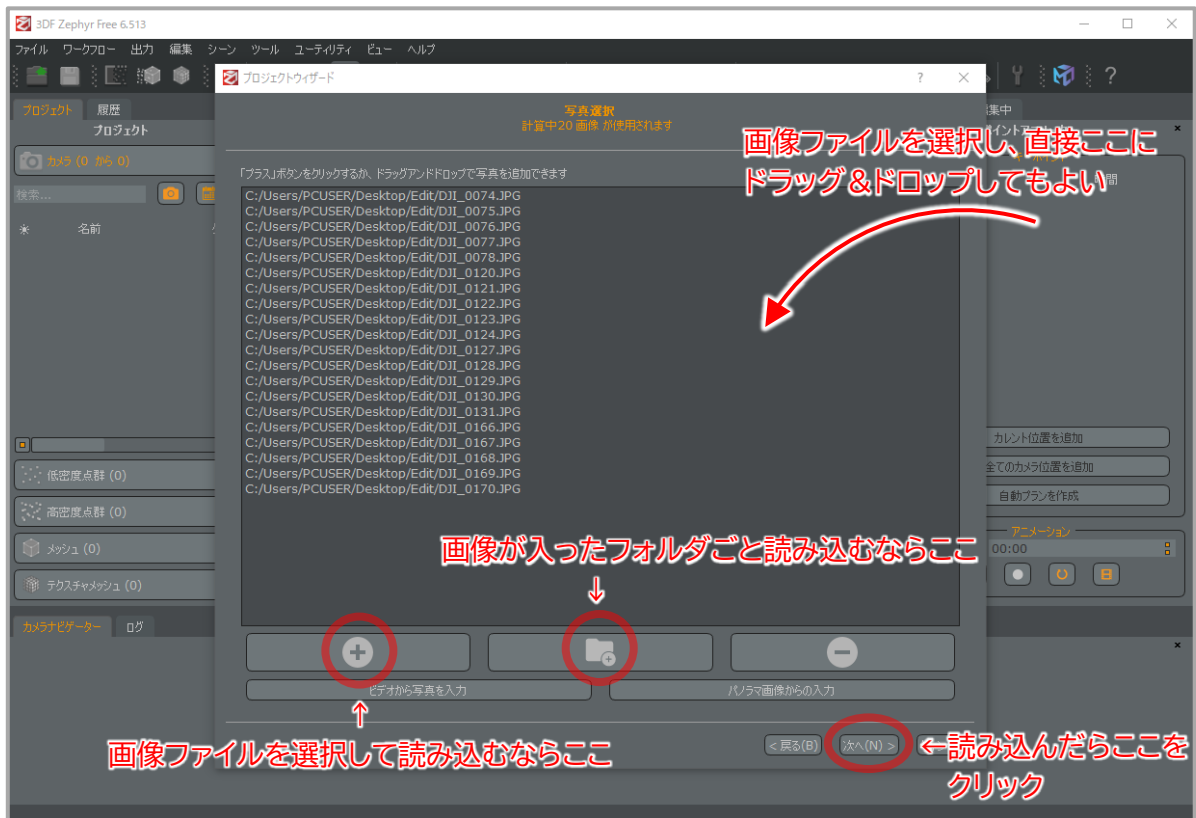 3DF Zephyr Free 6.513
ファイル ワークフロー 出力 編集 シーン ツール ユーティリティ ビュー ヘルプ
プロジェクトウィザード
?
プロジェクト 履歴
集中
プロジェクト
写真選択
計算中20 画像 が使用されます
画像ファイルを選択し、直接ここに
ドラッグ&ドロップしてもよい
カメラ (0 から 0)
検索...
名前
間
「プラス」ボタンをクリックするか、ドラッグアンドドロップで写真を追加できます
C:/Users/PCUSER/Desktop/Edit/DJI_0074.JPG
C:/Users/PCUSER/Desktop/Edit/DJI_0075.JPG
C:/Users/PCUSER/Desktop/Edit/DJI_0076.JPG
C:/Users/PCUSER/Desktop/Edit/DJI_0077.JPG
C:/Users/PCUSER/Desktop/Edit/DJI_0078.JPG
C:/Users/PCUSER/Desktop/Edit/DJI_0120.JPG
C:/Users/PCUSER/Desktop/Edit/DJI_0121.JPG
C:/Users/PCUSER/Desktop/Edit/DJI_0122.JPG
C:/Users/PCUSER/Desktop/Edit/DJI_0123.JPG
C:/Users/PCUSER/Desktop/Edit/DJI_0124.JPG
C:/Users/PCUSER/Desktop/Edit/DJI_0127.JPG
C:/Users/PCUSER/Desktop/Edit/DJI_0128.JPG
C:/Users/PCUSER/Desktop/Edit/DJI_0129.JPG
C:/Users/PCUSER/Desktop/Edit/DJI_0130.JPG
C:/Users/PCUSER/Desktop/Edit/DJI_0131.JPG
C:/Users/PCUSER/Desktop/Edit/DJI_0166.JPG
C:/Users/PCUSER/Desktop/Edit/DJI_0167.JPG
C:/Users/PCUSER/Desktop/Edit/DJI_0168.JPG
C:/Users/PCUSER/Desktop/Edit/DJI_0169.JPG
C:/Users/PCUSER/Desktop/Edit/DJI_0170.JPG
カレント位置を追加
全てのカメラ位置を追加
自動プランを作成
低密度点群 (0)
高密度点群 (0)
メッシュ (0)
テクスチャメッシュ (0)
アニメーション
00:00
画像が入ったフォルダごと読み込むならここ
↓
カメラナビゲーター ログ
ビデオから写真を入力
パノラマ画像からの入力
↑
画像ファイルを選択して読み込むならここ
< 戻る(B)
次へ(N) >
←読み込んだらここを
クリック